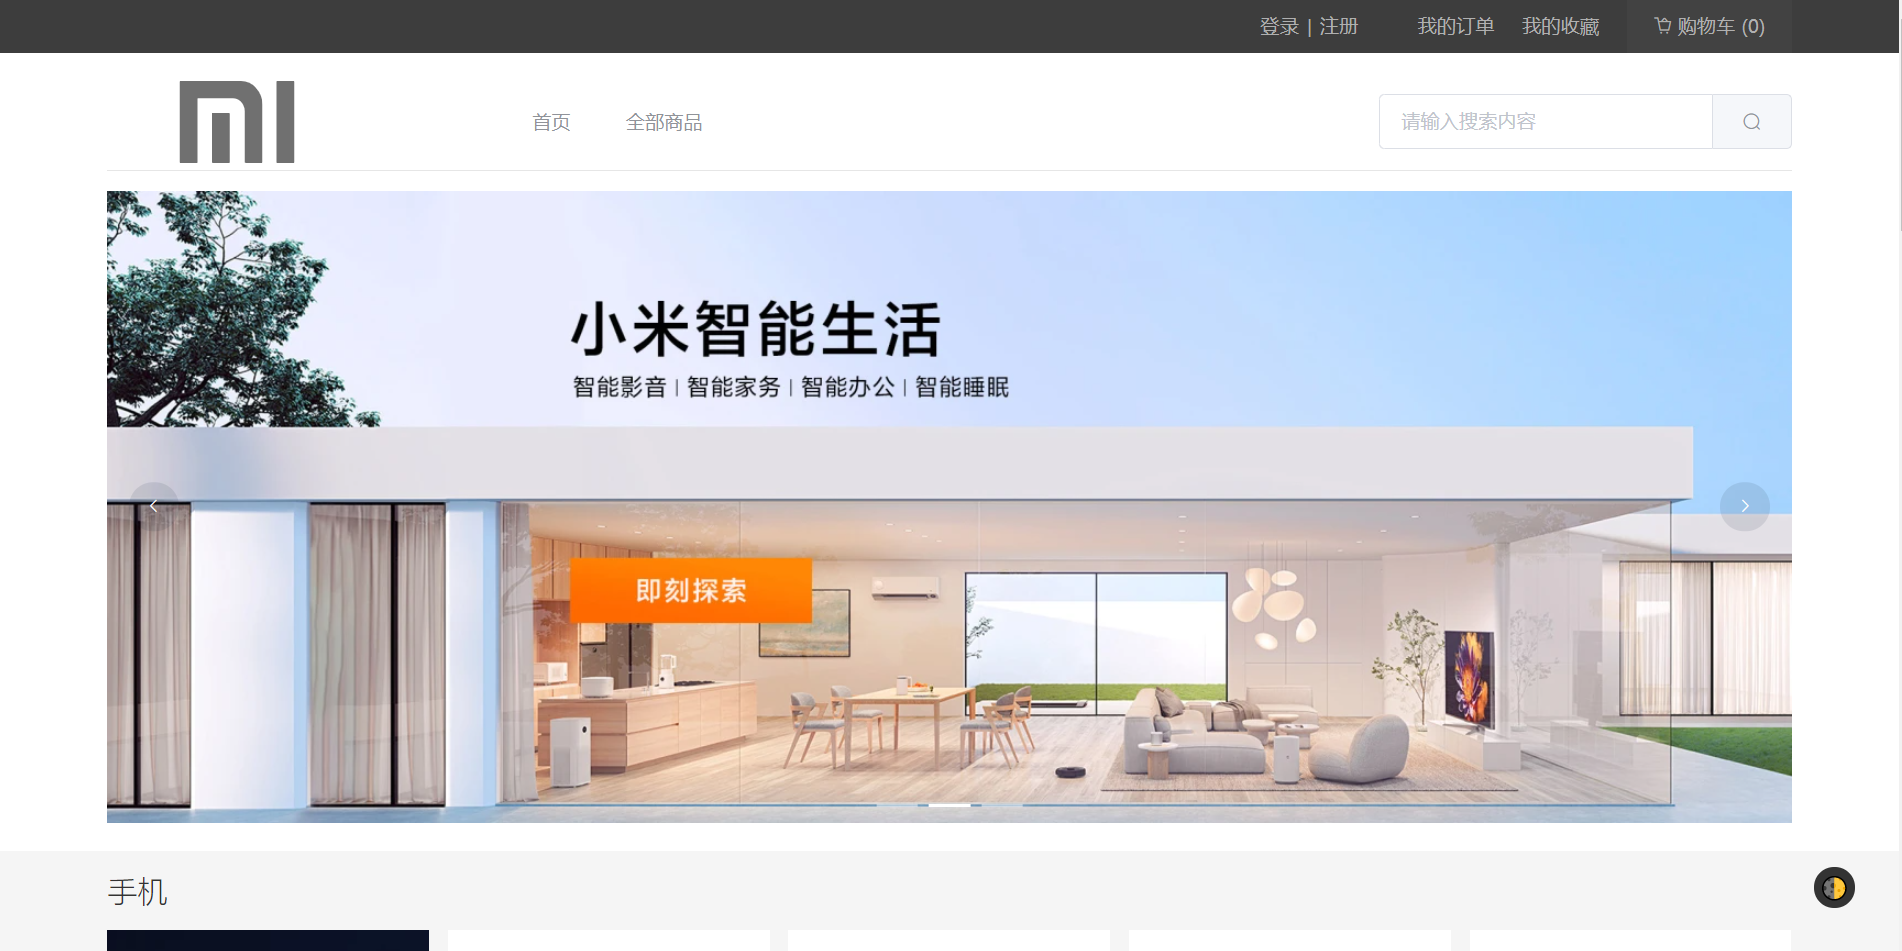 登录 | 注册 我的订单 我的收藏 购物车 (0)
MI
首页 全部商品 请输入搜索内容
小米智能生活
智能影音 | 智能家务 | 智能办公 | 智能睡眠
即刻探索
手机